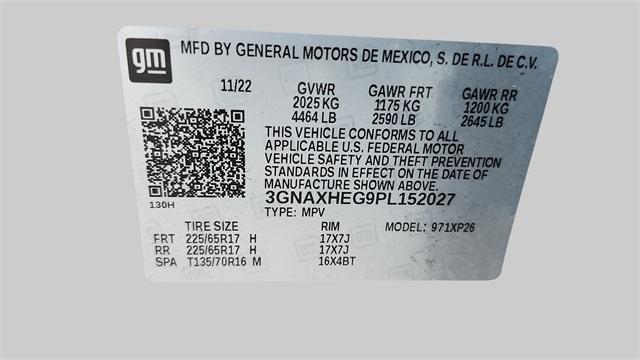 gm
MFD BY GENERAL MOTORS DE MEXICO, S. DE R.L. DE C.V.
11/22 GVWR GAWR FRT GAWR RR
2025 KG 1175 KG 1200 KG
4464 LB 2590 LB 2645 LB
THIS VEHICLE CONFORMS TO ALL
APPLICABLE U.S. FEDERAL MOTOR
VEHICLE SAFETY AND THEFT PREVENTION
STANDARDS IN EFFECT ON THE DATE OF
MANUFACTURE SHOWN ABOVE.
3GNAXHEG9PL152027
130H
TYPE: MPV
TIRE SIZE RIM MODEL: 971XP26
FRT 225/65R17 H 17X7J
RR 225/65R17 H 17X7J
SPA T135/70R16 M 16X4BT